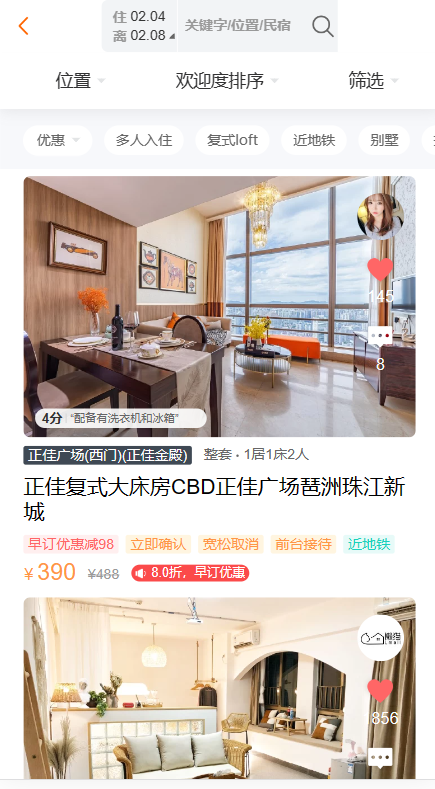 住 02.04
离 02.08
关键字/位置/民宿
位置
欢迎度排序
筛选
优惠
多人入住
复式loft
近地铁
别墅
145
8
4分 "配备有洗衣机和冰箱"
正佳广场(西门)(正佳金殿) 整套 · 1居1床2人
正佳复式大床房CBD正佳广场琶洲珠江新
城
早订优惠减98 立即确认 宽松取消 前台接待 近地铁
¥390 ¥488 8.0折，早订优惠
1856